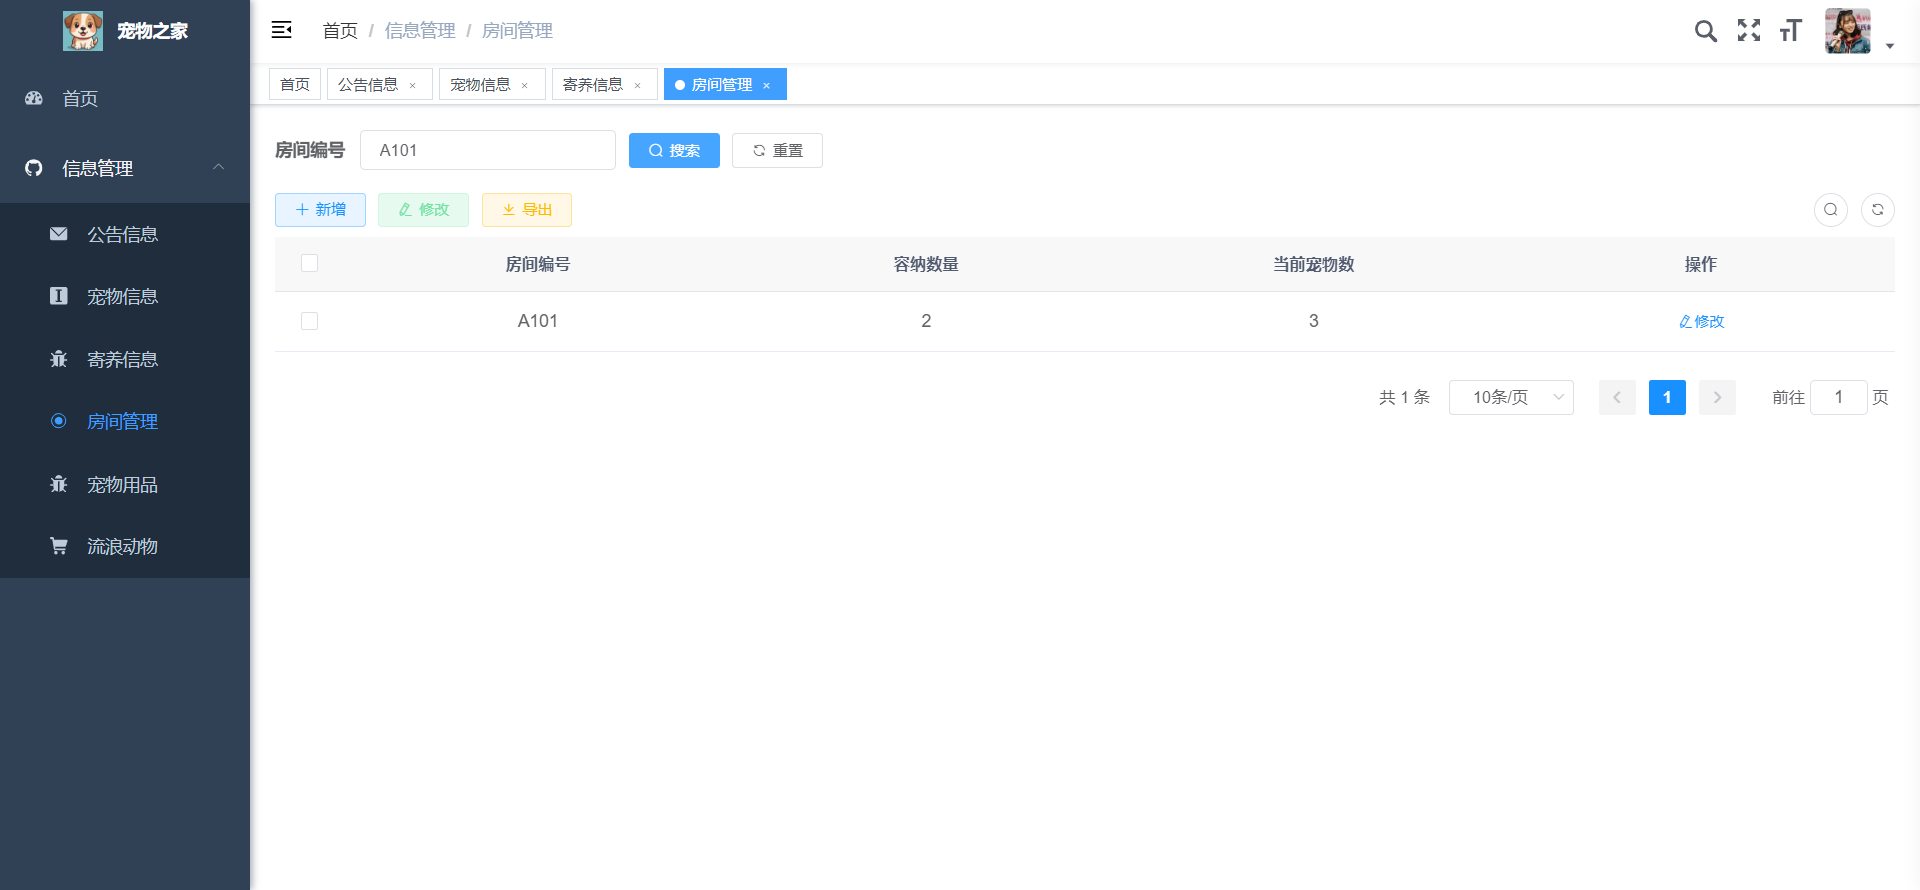 宠物之家
首页
信息管理
公告信息
宠物信息
寄养信息
房间管理
宠物用品
流浪动物
首页 / 信息管理 / 房间管理
首页 公告信息 × 宠物信息 × 寄养信息 × 房间管理 ×
房间编号 A101 搜索 重置
新增 修改 导出
房间编号 容纳数量 当前宠物数 操作
A101 2 3 修改
共 1 条 10条/页 1 前往 1 页